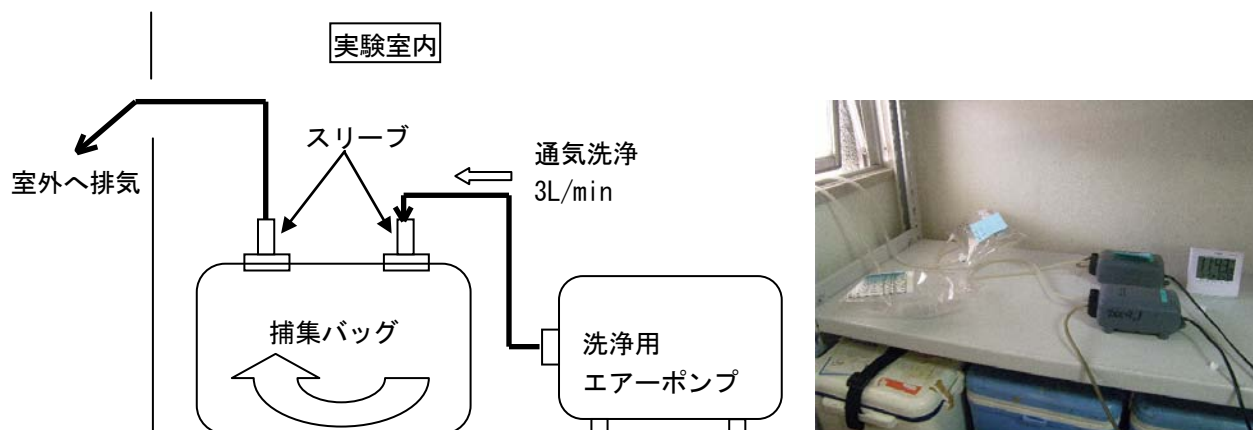 実験室内
スリーブ
通気洗浄
3L/min
室外へ排気
捕集バッグ
洗浄用
エアーポンプ